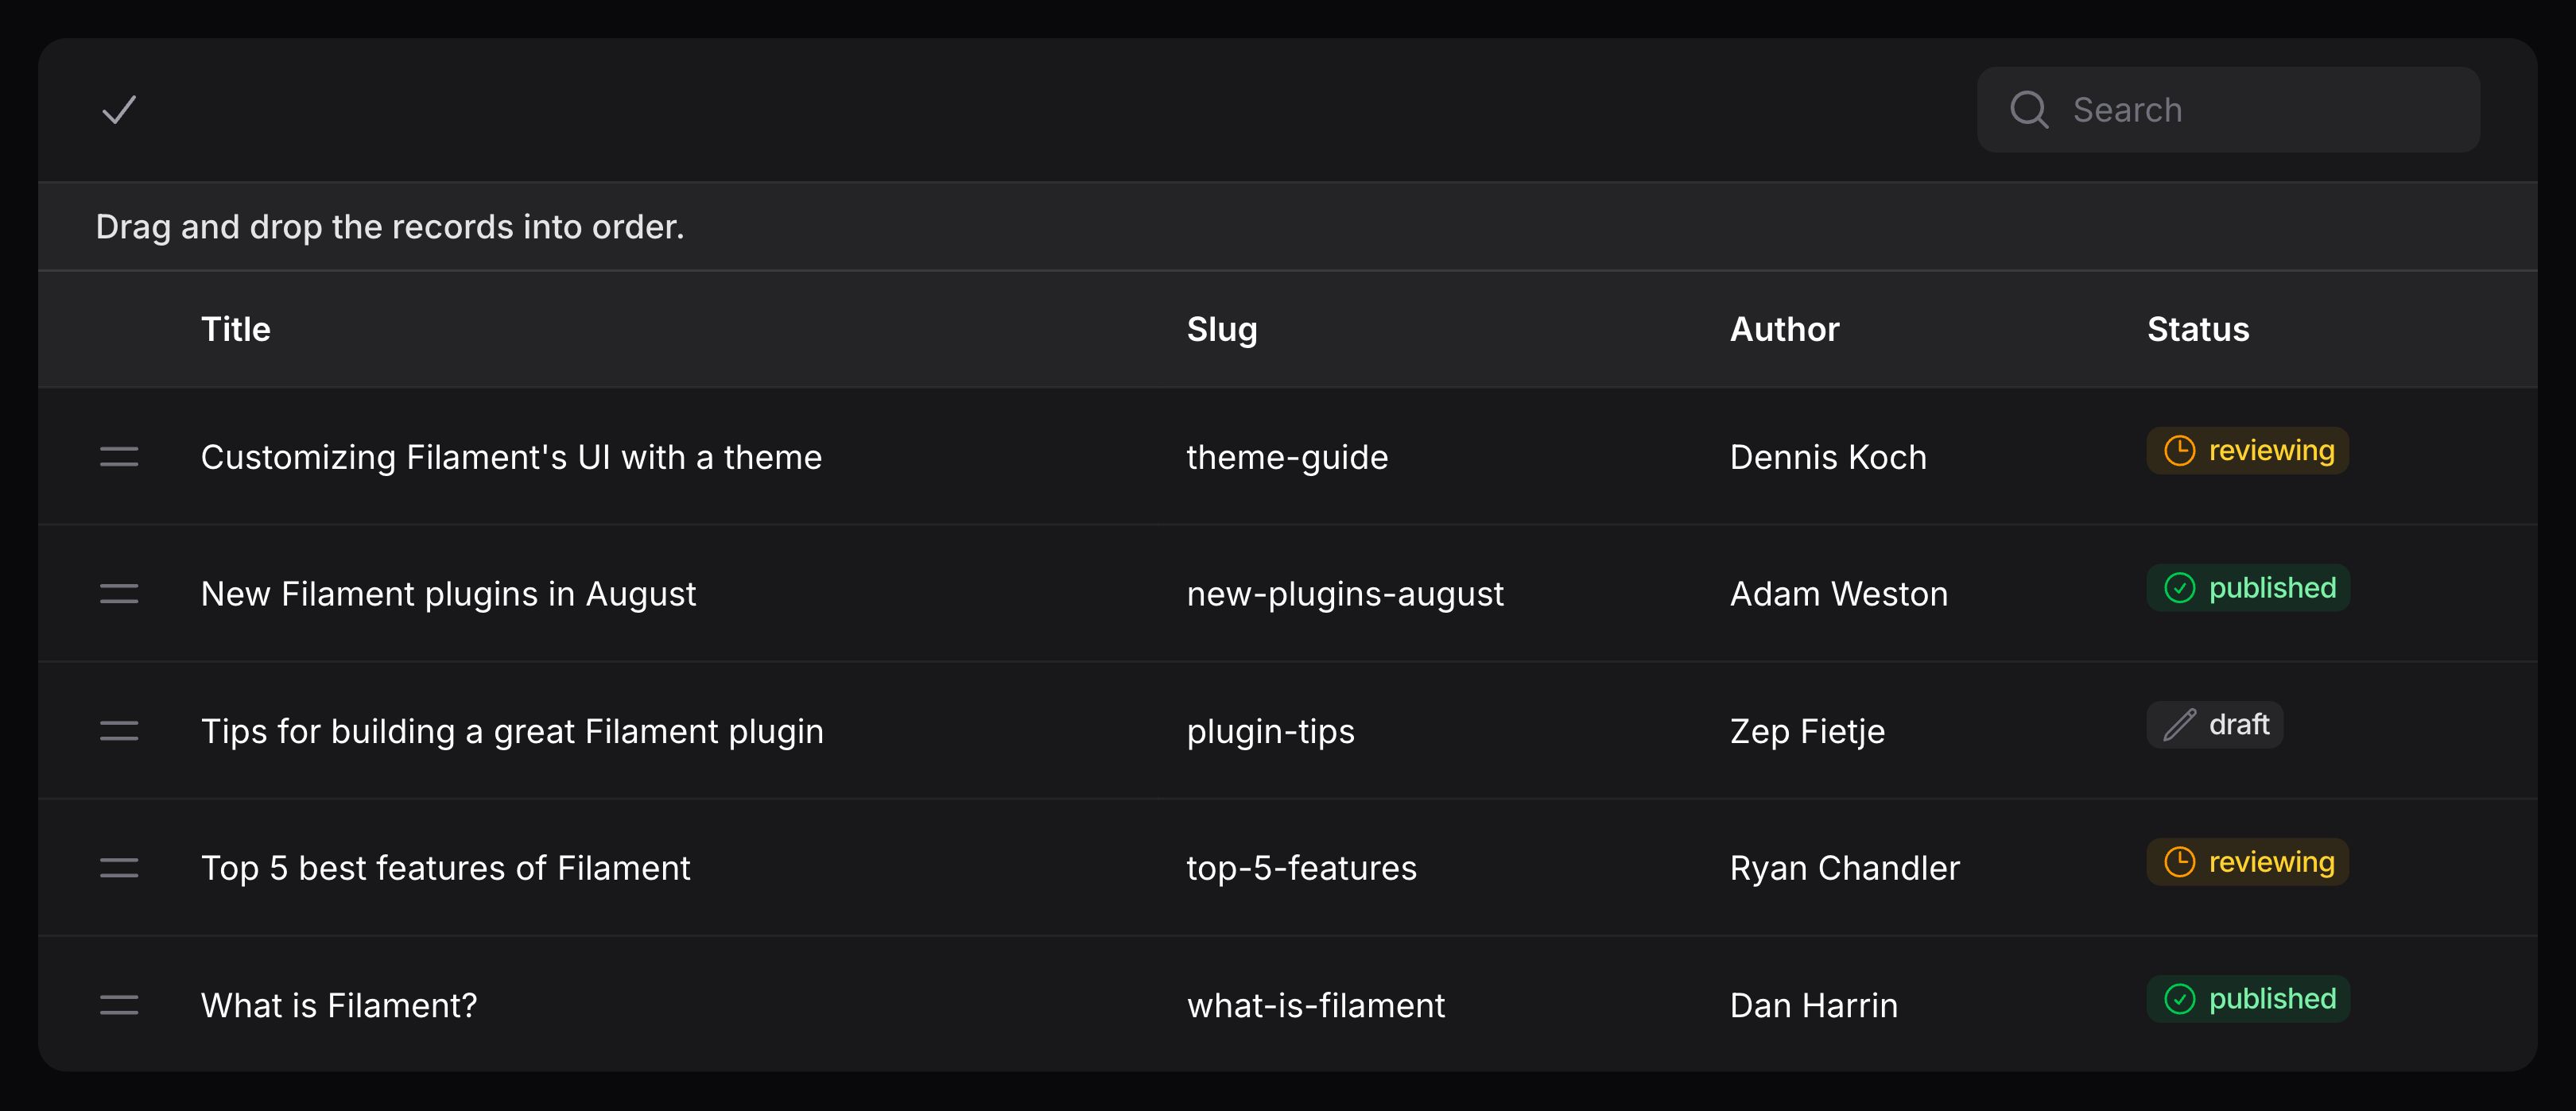 Search
Drag and drop the records into order.
Title Slug Author Status
Customizing Filament's UI with a theme theme-guide Dennis Koch reviewing
New Filament plugins in August new-plugins-august Adam Weston published
Tips for building a great Filament plugin plugin-tips Zep Fietje draft
Top 5 best features of Filament top-5-features Ryan Chandler reviewing
What is Filament? what-is-filament Dan Harrin published